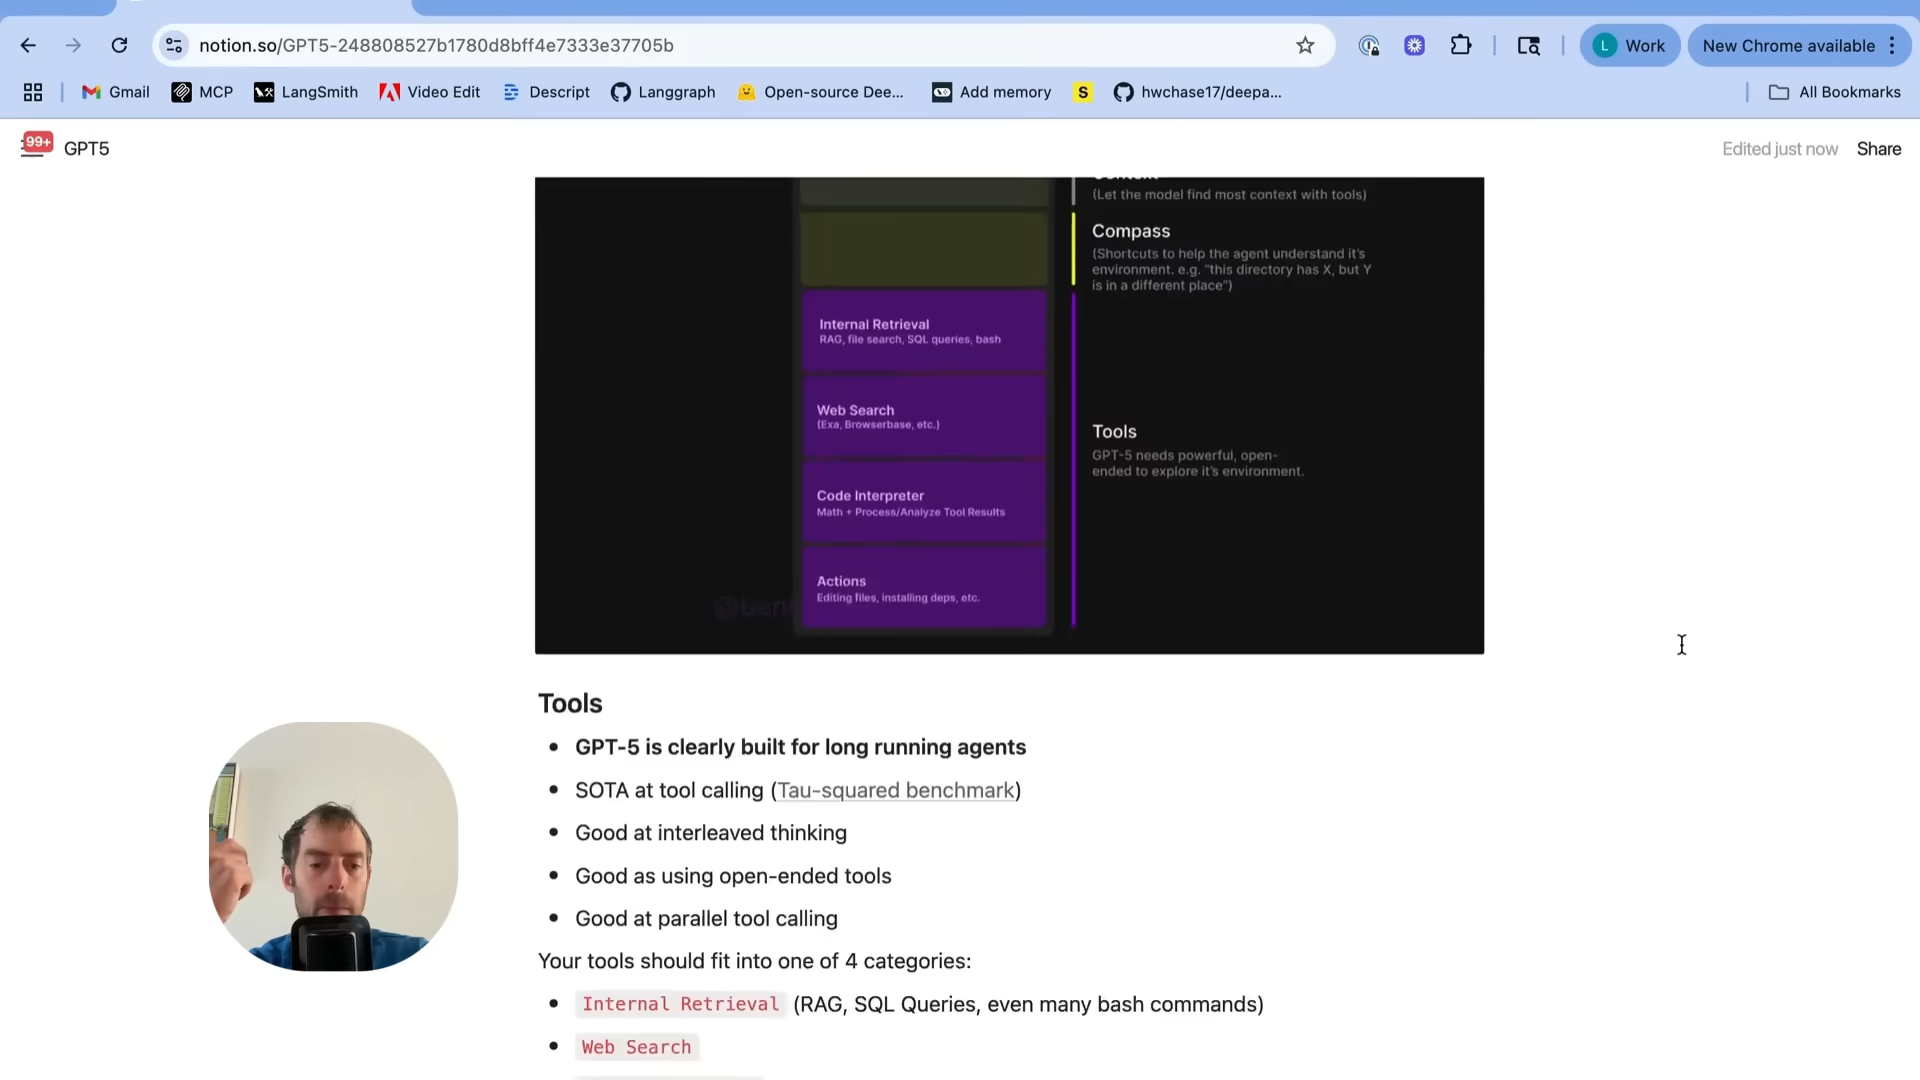 notion.so/GPT5-248808527b1780d8bff4e7333e37705b
L Work
New Chrome available
Gmail
MCP
LangSmith
Video Edit
Descript
Langgraph
Open-source Dee...
Add memory
S
hwchase17/deepa...
All Bookmarks
99+
GPT5
Edited just now
Share
(Let the model find most context with tools)
Compass
(Shortcuts to help the agent understand it's
environment. e.g. "this directory has X, but Y
is in a different place")
Internal Retrieval
RAG, file search, SQL queries, bash
Web Search
(Exa, Browserbase, etc.)
Tools
GPT-5 needs powerful, open-
ended to explore it's environment.
Code Interpreter
Math + Process/Analyze Tool Results
Actions
Editing files, installing deps, etc.
Tools
• GPT-5 is clearly built for long running agents
• SOTA at tool calling (Tau-squared benchmark)
• Good at interleaved thinking
• Good as using open-ended tools
• Good at parallel tool calling
Your tools should fit into one of 4 categories:
• Internal Retrieval (RAG, SQL Queries, even many bash commands)
• Web Search